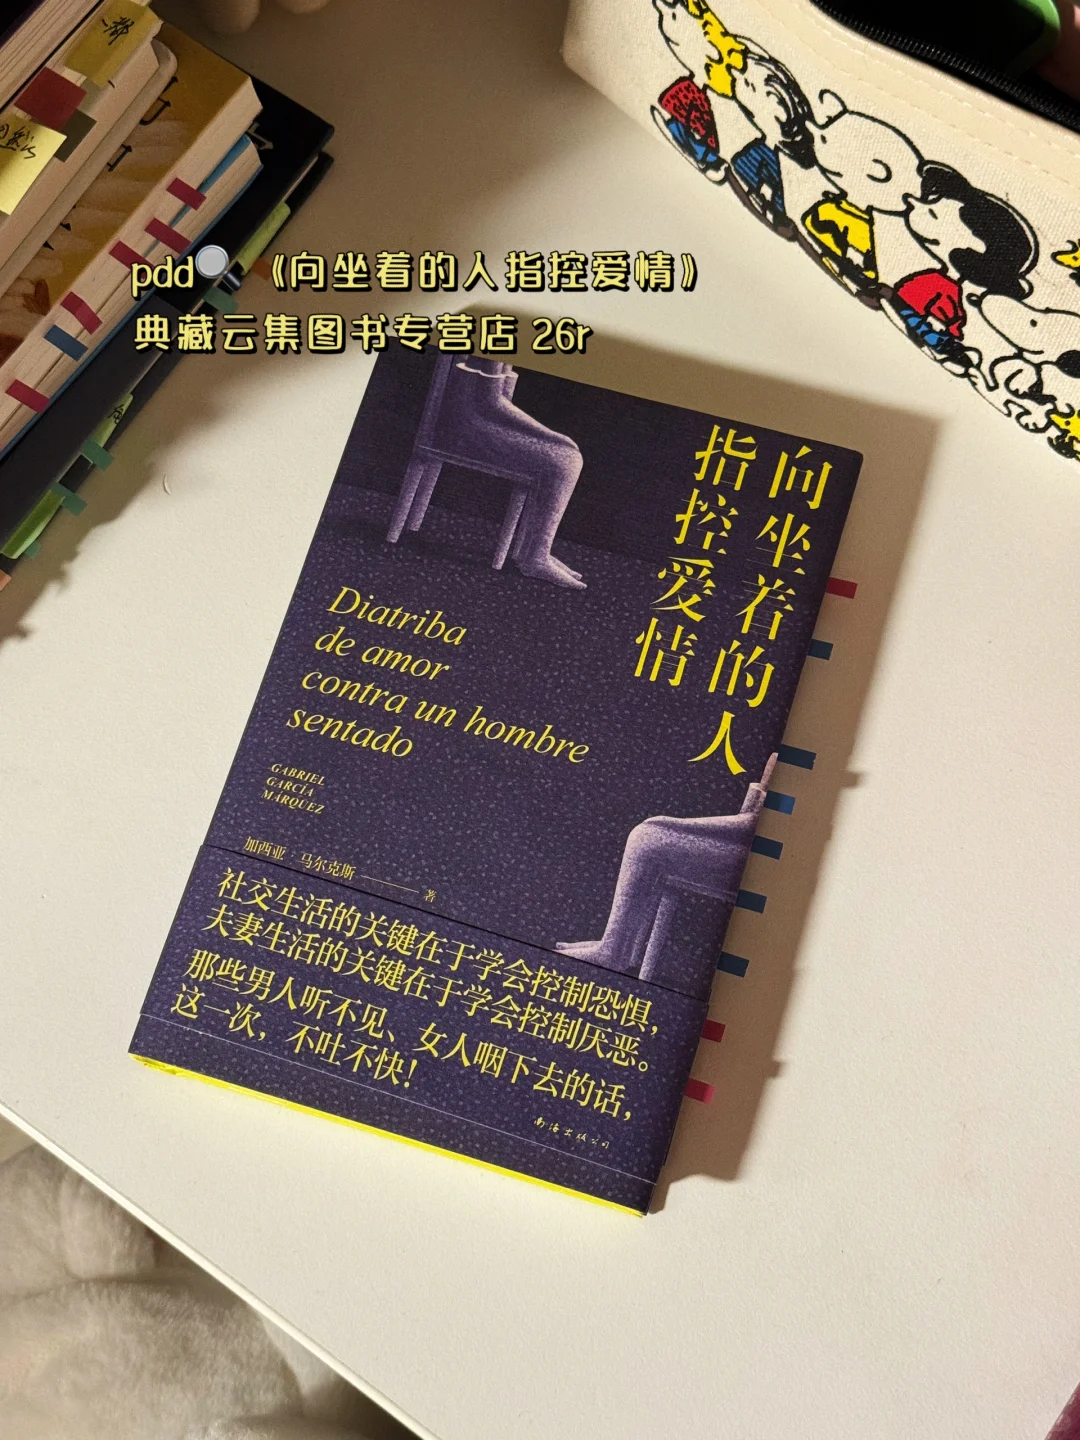 pdd🔍《向坐着的人指控爱情》
典藏云集图书专营店 26r
向坐着的人
指控爱情
Diatriba
de amor
contra un hombre
sentado
GABRIEL
GARCÍA
MÁRQUEZ
加西亚·马尔克斯 ——— 著
社交生活的关键在于学会控制恐惧，
夫妻生活的关键在于学会控制厌恶。
那些男人听不见、女人咽下去的话，
这一次，不吐不快！
南海出版公司